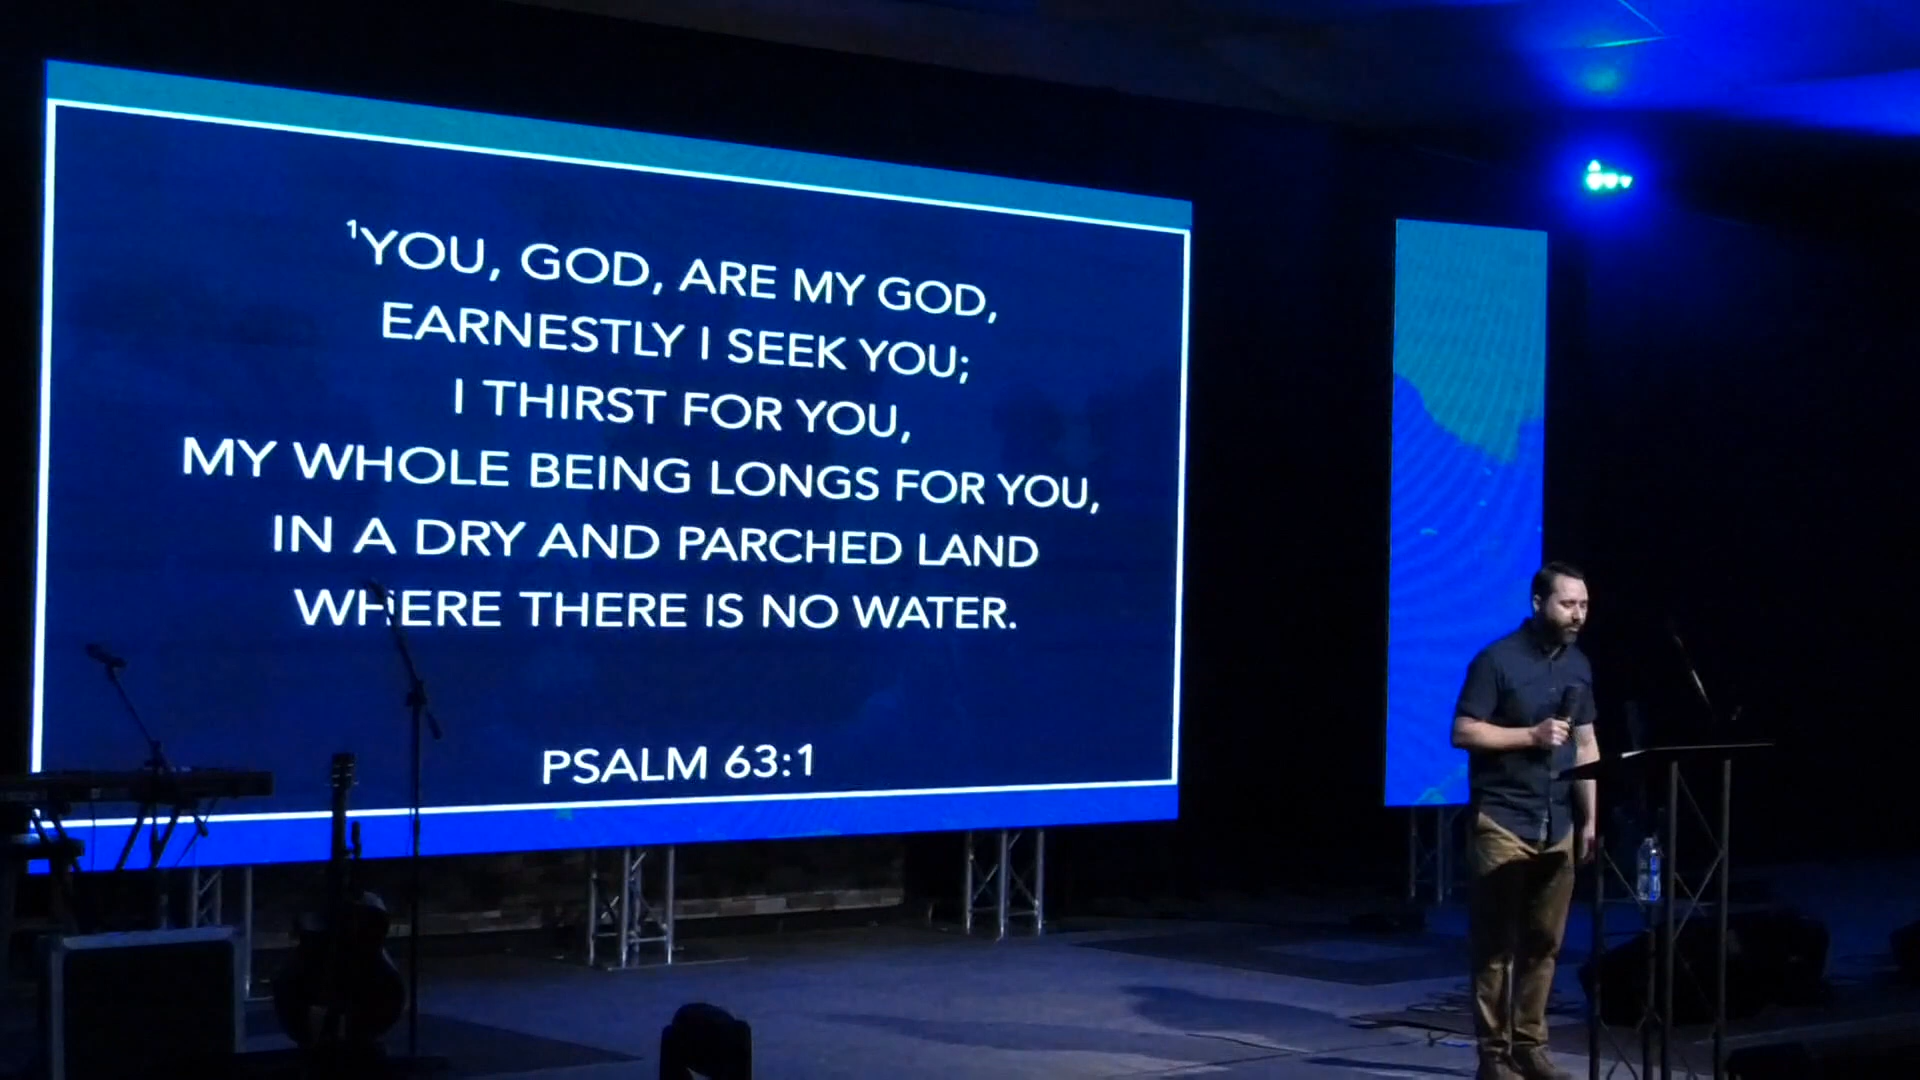 ¹YOU, GOD, ARE MY GOD,
EARNESTLY I SEEK YOU;
I THIRST FOR YOU,
MY WHOLE BEING LONGS FOR YOU,
IN A DRY AND PARCHED LAND
WHERE THERE IS NO WATER.
PSALM 63:1